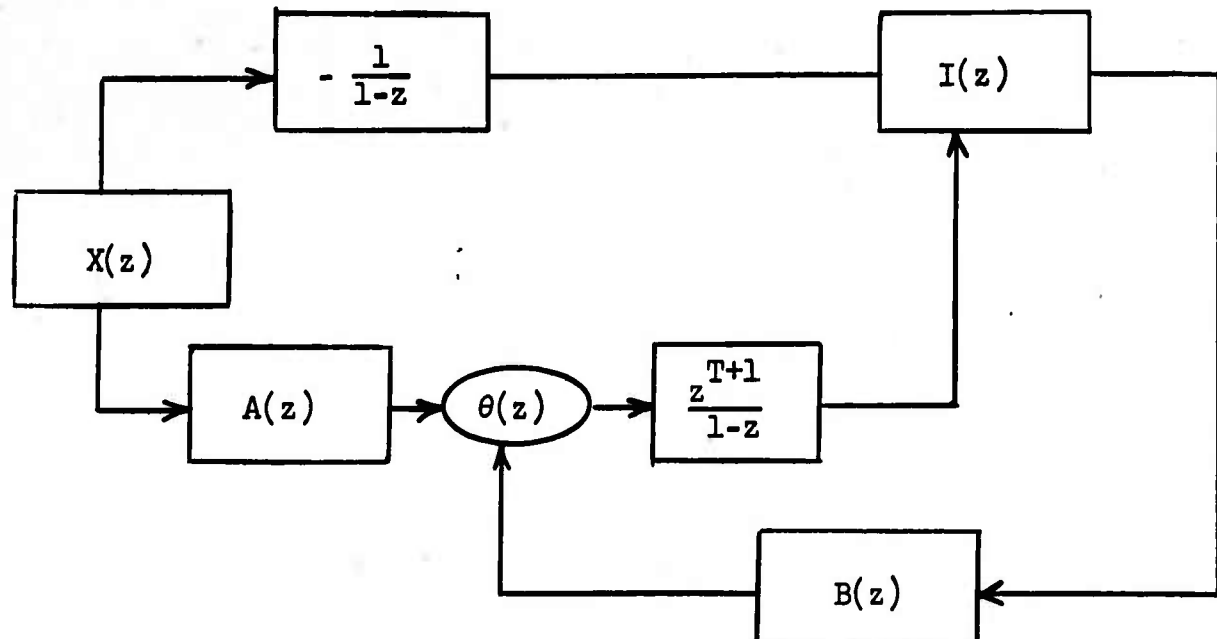 - 1/(1-z)
I(z)
X(z)
A(z)
θ(z)
z^(T+1)/(1-z)
B(z)